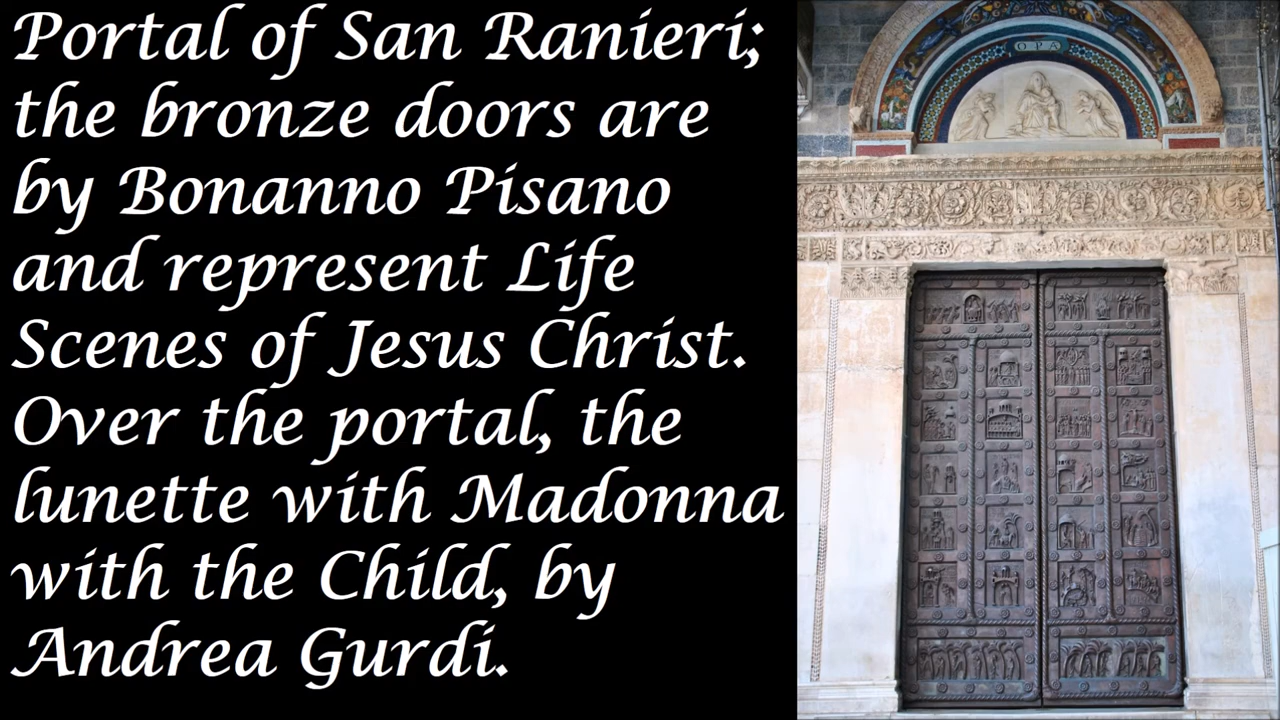 Portal of San Ranieri;
the bronze doors are
by Bonanno Pisano
and represent Life
Scenes of Jesus Christ.
Over the portal, the
lunette with Madonna
with the Child, by
Andrea Gurdi.
OPA